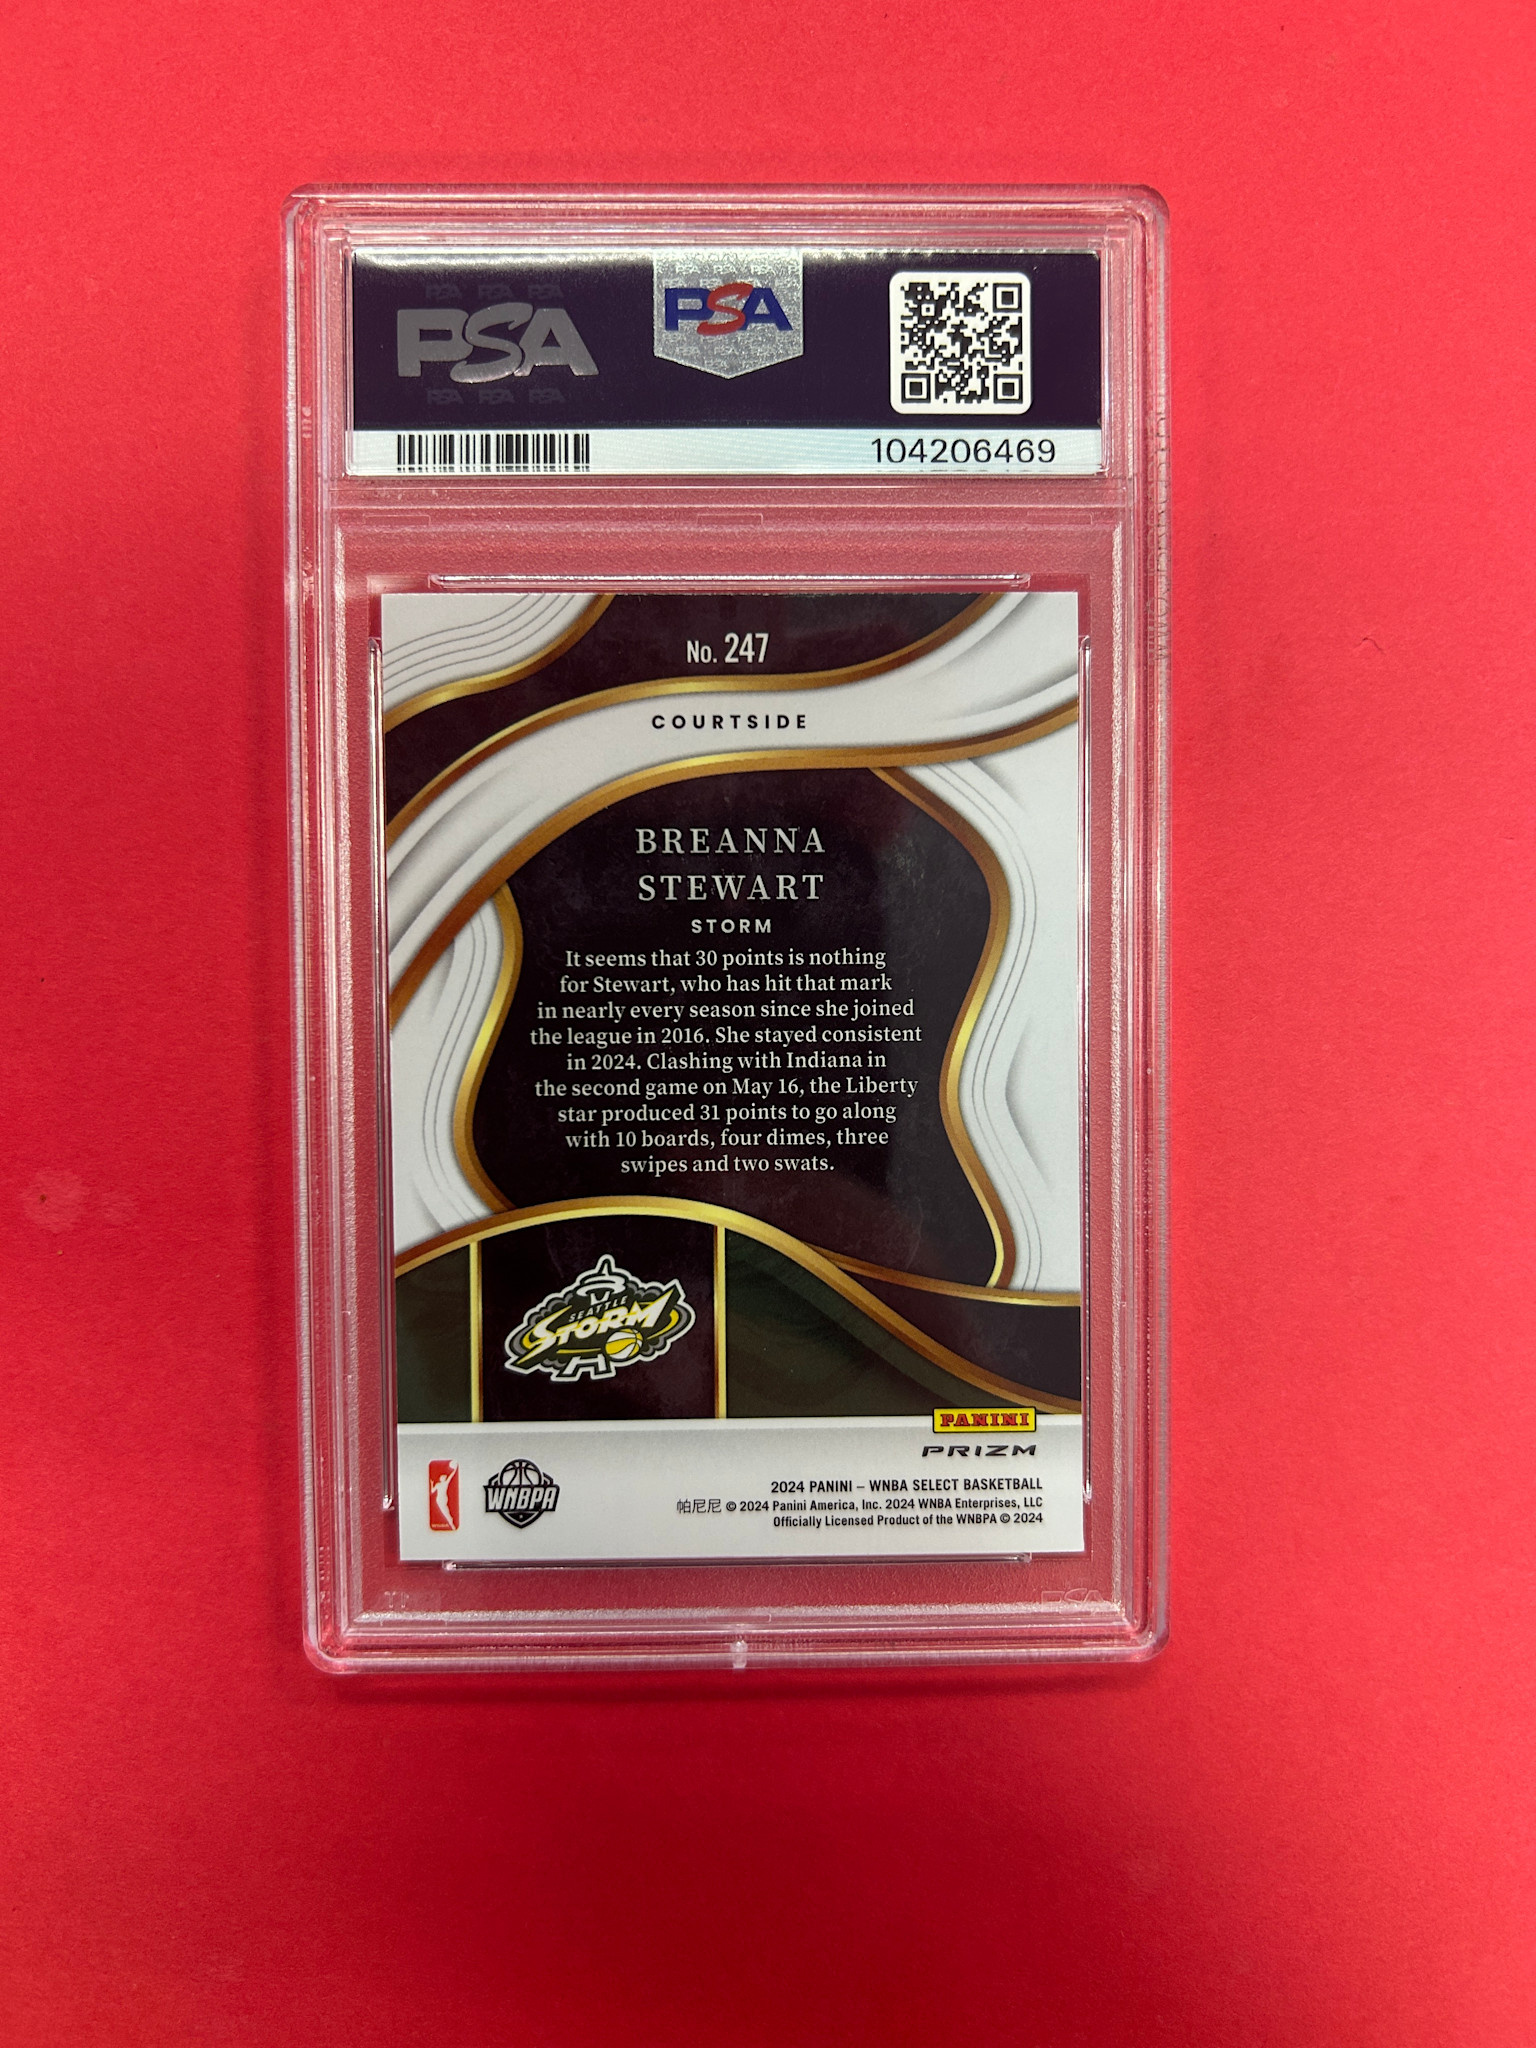 PSA
PSA
104206469
No. 247
COURTSIDE
BREANNA
STEWART
STORM
It seems that 30 points is nothing
for Stewart, who has hit that mark
in nearly every season since she joined
the league in 2016. She stayed consistent
in 2024. Clashing with Indiana in
the second game on May 16, the Liberty
star produced 31 points to go along
with 10 boards, four dimes, three
swipes and two swats.
SEATTLE
STORM
PANINI
PRIZM
WNBPA
2024 PANINI – WNBA SELECT BASKETBALL
帕尼尼 © 2024 Panini America, Inc. 2024 WNBA Enterprises, LLC
Officially Licensed Product of the WNBPA © 2024
PSA